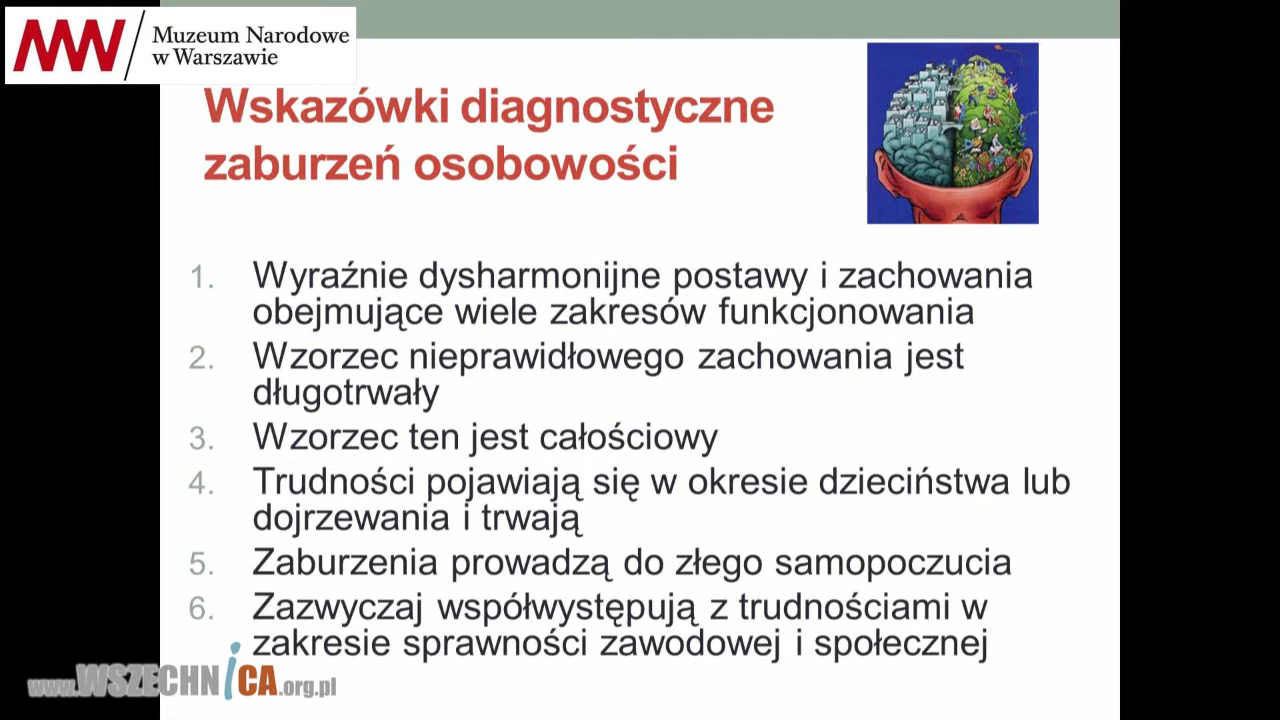 Muzeum Narodowe
w Warszawie
Wskazówki diagnostyczne
zaburzeń osobowości
1. Wyraźnie dysharmonijne postawy i zachowania
obejmujące wiele zakresów funkcjonowania
2. Wzorzec nieprawidłowego zachowania jest
długotrwały
3. Wzorzec ten jest całościowy
4. Trudności pojawiają się w okresie dzieciństwa lub
dojrzewania i trwają
5. Zaburzenia prowadzą do złego samopoczucia
6. Zazwyczaj współwystępują z trudnościami w
zakresie sprawności zawodowej i społecznej
www.WSZECHNiCA.org.pl